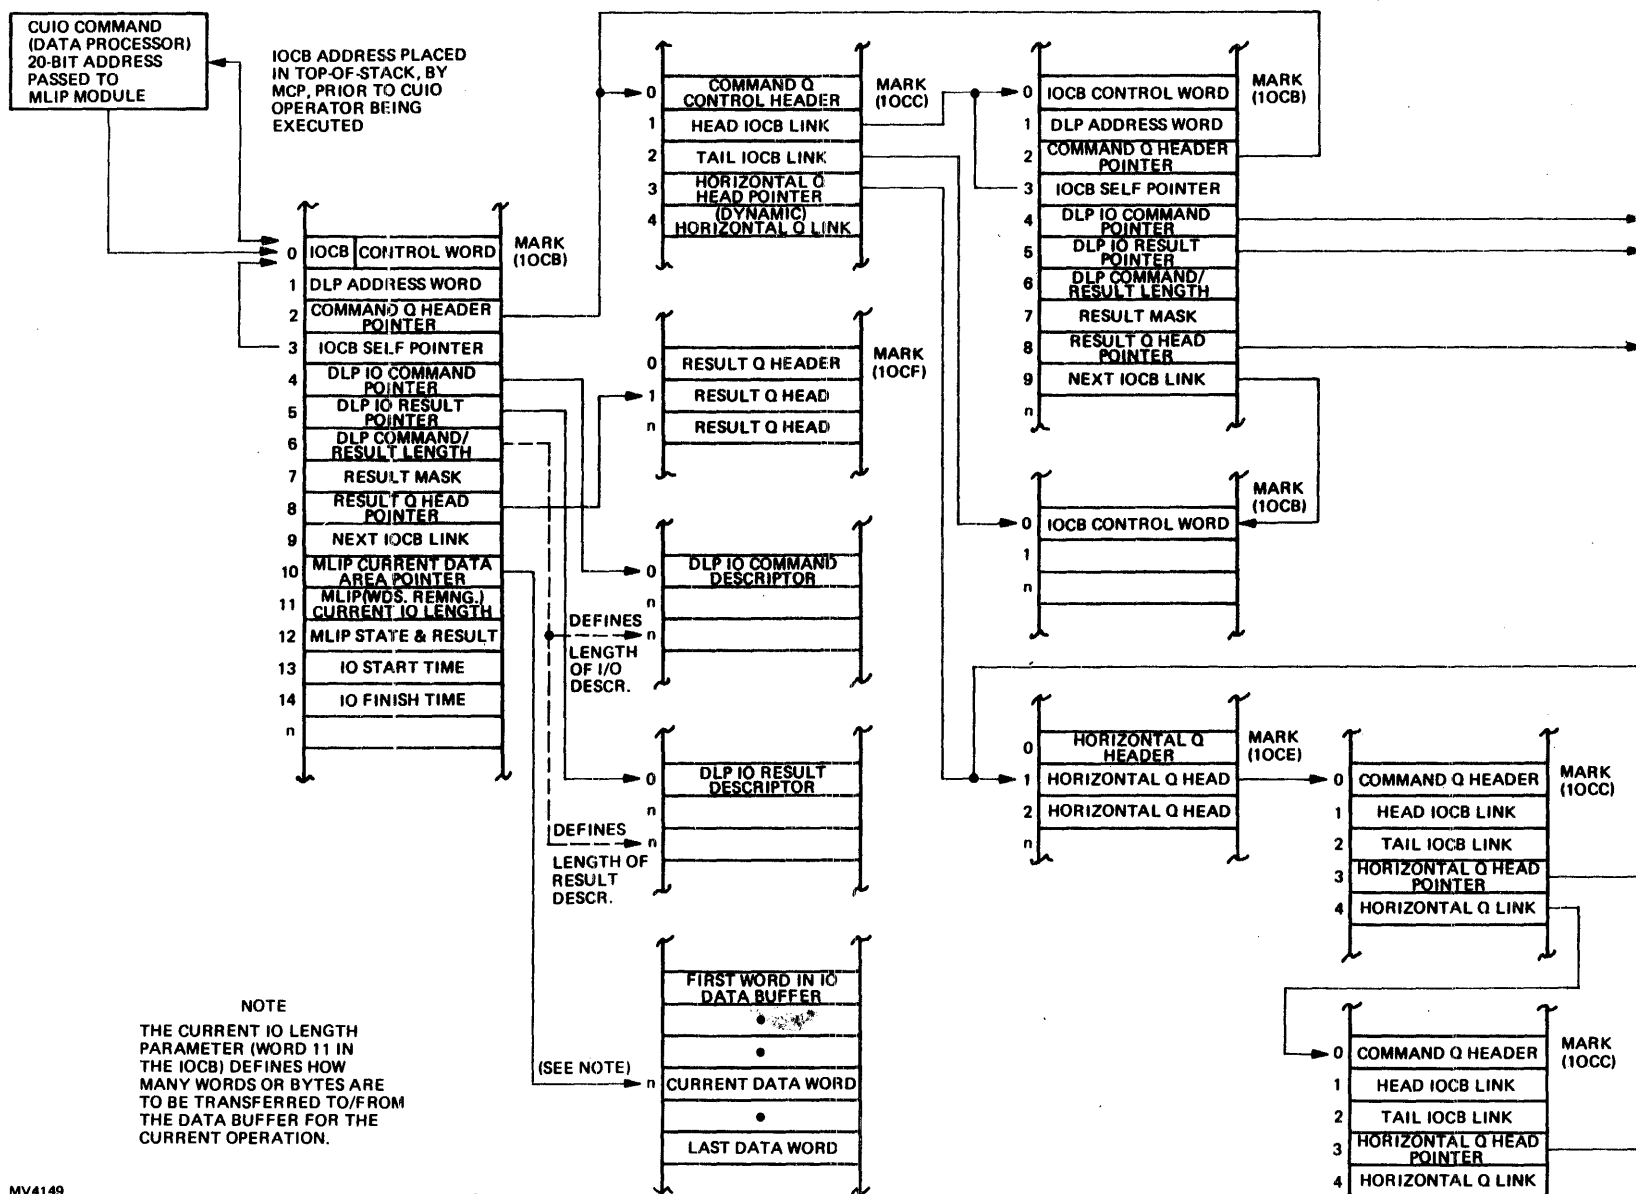 CUIO COMMAND
(DATA PROCESSOR)
20-BIT ADDRESS
PASSED TO
MLIP MODULE
IOCB ADDRESS PLACED
IN TOP-OF-STACK, BY
MCP, PRIOR TO CUIO
OPERATOR BEING
EXECUTED
MARK
(1OCB)
0 IOCB CONTROL WORD
1 DLP ADDRESS WORD
2 COMMAND Q HEADER
POINTER
3 IOCB SELF POINTER
4 DLP IO COMMAND
POINTER
5 DLP IO RESULT
POINTER
6 DLP COMMAND/
RESULT LENGTH
7 RESULT MASK
8 RESULT Q HEAD
POINTER
9 NEXT IOCB LINK
10 MLIP CURRENT DATA
AREA POINTER
11 MLIP(WDS. REMNG.)
CURRENT IO LENGTH
12 MLIP STATE & RESULT
13 IO START TIME
14 IO FINISH TIME
n
MARK
(1OCC)
0 COMMAND Q
CONTROL HEADER
1 HEAD IOCB LINK
2 TAIL IOCB LINK
3 HORIZONTAL Q
HEAD POINTER
4 (DYNAMIC)
HORIZONTAL Q LINK
MARK
(1OCF)
0 RESULT Q HEADER
1 RESULT Q HEAD
n RESULT Q HEAD
0 DLP IO COMMAND
DESCRIPTOR
n
n
DEFINES
LENGTH
OF I/O
DESCR.
0 DLP IO RESULT
DESCRIPTOR
n
n
DEFINES
LENGTH OF
RESULT
DESCR.
FIRST WORD IN IO
DATA BUFFER
(SEE NOTE)
n CURRENT DATA WORD
LAST DATA WORD
MARK
(1OCB)
0 IOCB CONTROL WORD
1 DLP ADDRESS WORD
2 COMMAND Q HEADER
POINTER
3 IOCB SELF POINTER
4 DLP IO COMMAND
POINTER
5 DLP IO RESULT
POINTER
6 DLP COMMAND/
RESULT LENGTH
7 RESULT MASK
8 RESULT Q HEAD
POINTER
9 NEXT IOCB LINK
n
MARK
(1OCB)
0 IOCB CONTROL WORD
1
n
MARK
(1OCE)
0 HORIZONTAL Q
HEADER
1 HORIZONTAL Q HEAD
2 HORIZONTAL Q HEAD
n
MARK
(1OCC)
0 COMMAND Q HEADER
1 HEAD IOCB LINK
2 TAIL IOCB LINK
3 HORIZONTAL Q HEAD
POINTER
4 HORIZONTAL Q LINK
MARK
(1OCC)
0 COMMAND Q HEADER
1 HEAD IOCB LINK
2 TAIL IOCB LINK
3 HORIZONTAL Q HEAD
POINTER
4 HORIZONTAL Q LINK
NOTE
THE CURRENT IO LENGTH
PARAMETER (WORD 11 IN
THE IOCB) DEFINES HOW
MANY WORDS OR BYTES ARE
TO BE TRANSFERRED TO/FROM
THE DATA BUFFER FOR THE
CURRENT OPERATION.
MV4149